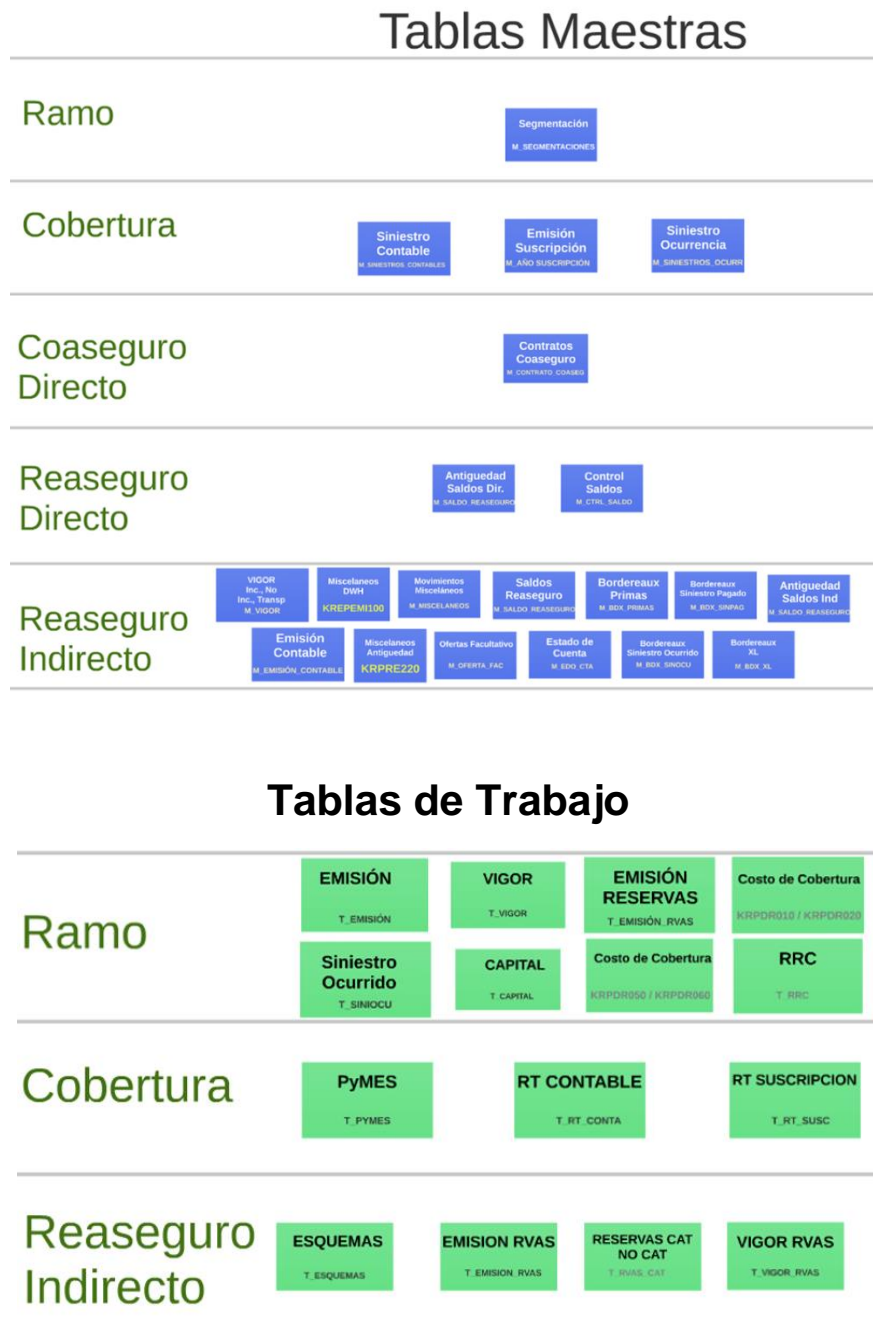 Tablas Maestras
Ramo
Segmentación
M_SEGMENTACIONES
Cobertura
Siniestro
Contable
M_SINIESTROS_CONTABLES
Emisión
Suscripción
M_AÑO SUSCRIPCIÓN
Siniestro
Ocurrencia
M_SINIESTROS_OCURR
Coaseguro
Directo
Contratos
Coaseguro
M_CONTRATO_COASEG
Reaseguro
Directo
Antiguedad
Saldos Dir.
M_SALDO_REASEGURO
Control
Saldos
M_CTRL_SALDO
Reaseguro
Indirecto
VIGOR
Inc., No
Inc., Transp
M_VIGOR
Miscelaneos
DWH
KREPEMI100
Movimientos
Misceláneos
M_MISCELANEOS
Saldos
Reaseguro
M_SALDO_REASEGURO
Bordereaux
Primas
M_BDX_PRIMAS
Bordereaux
Siniestro Pagado
M_BDX_SINPAG
Antiguedad
Saldos Ind
M_SALDO_REASEGURO
Emisión
Contable
M_EMISIÓN_CONTABLE
Miscelaneos
Antiguedad
KRPRE220
Ofertas Facultativo
M_OFERTA_FAC
Estado de
Cuenta
M_EDO_CTA
Bordereaux
Siniestro Ocurrido
M_BDX_SINOCU
Bordereaux
XL
M_BDX_XL
Tablas de Trabajo
Ramo
EMISIÓN
T_EMISIÓN
VIGOR
T_VIGOR
EMISIÓN
RESERVAS
T_EMISIÓN_RVAS
Costo de Cobertura
KRPDR010 / KRPDR020
Siniestro
Ocurrido
T_SINIOCU
CAPITAL
T_CAPITAL
Costo de Cobertura
KRPDR050 / KRPDR060
RRC
T_RRC
Cobertura
PyMES
T_PYMES
RT CONTABLE
T_RT_CONTA
RT SUSCRIPCION
T_RT_SUSC
Reaseguro
Indirecto
ESQUEMAS
T_ESQUEMAS
EMISION RVAS
T_EMISION_RVAS
RESERVAS CAT
NO CAT
T_RVAS_CAT
VIGOR RVAS
T_VIGOR_RVAS